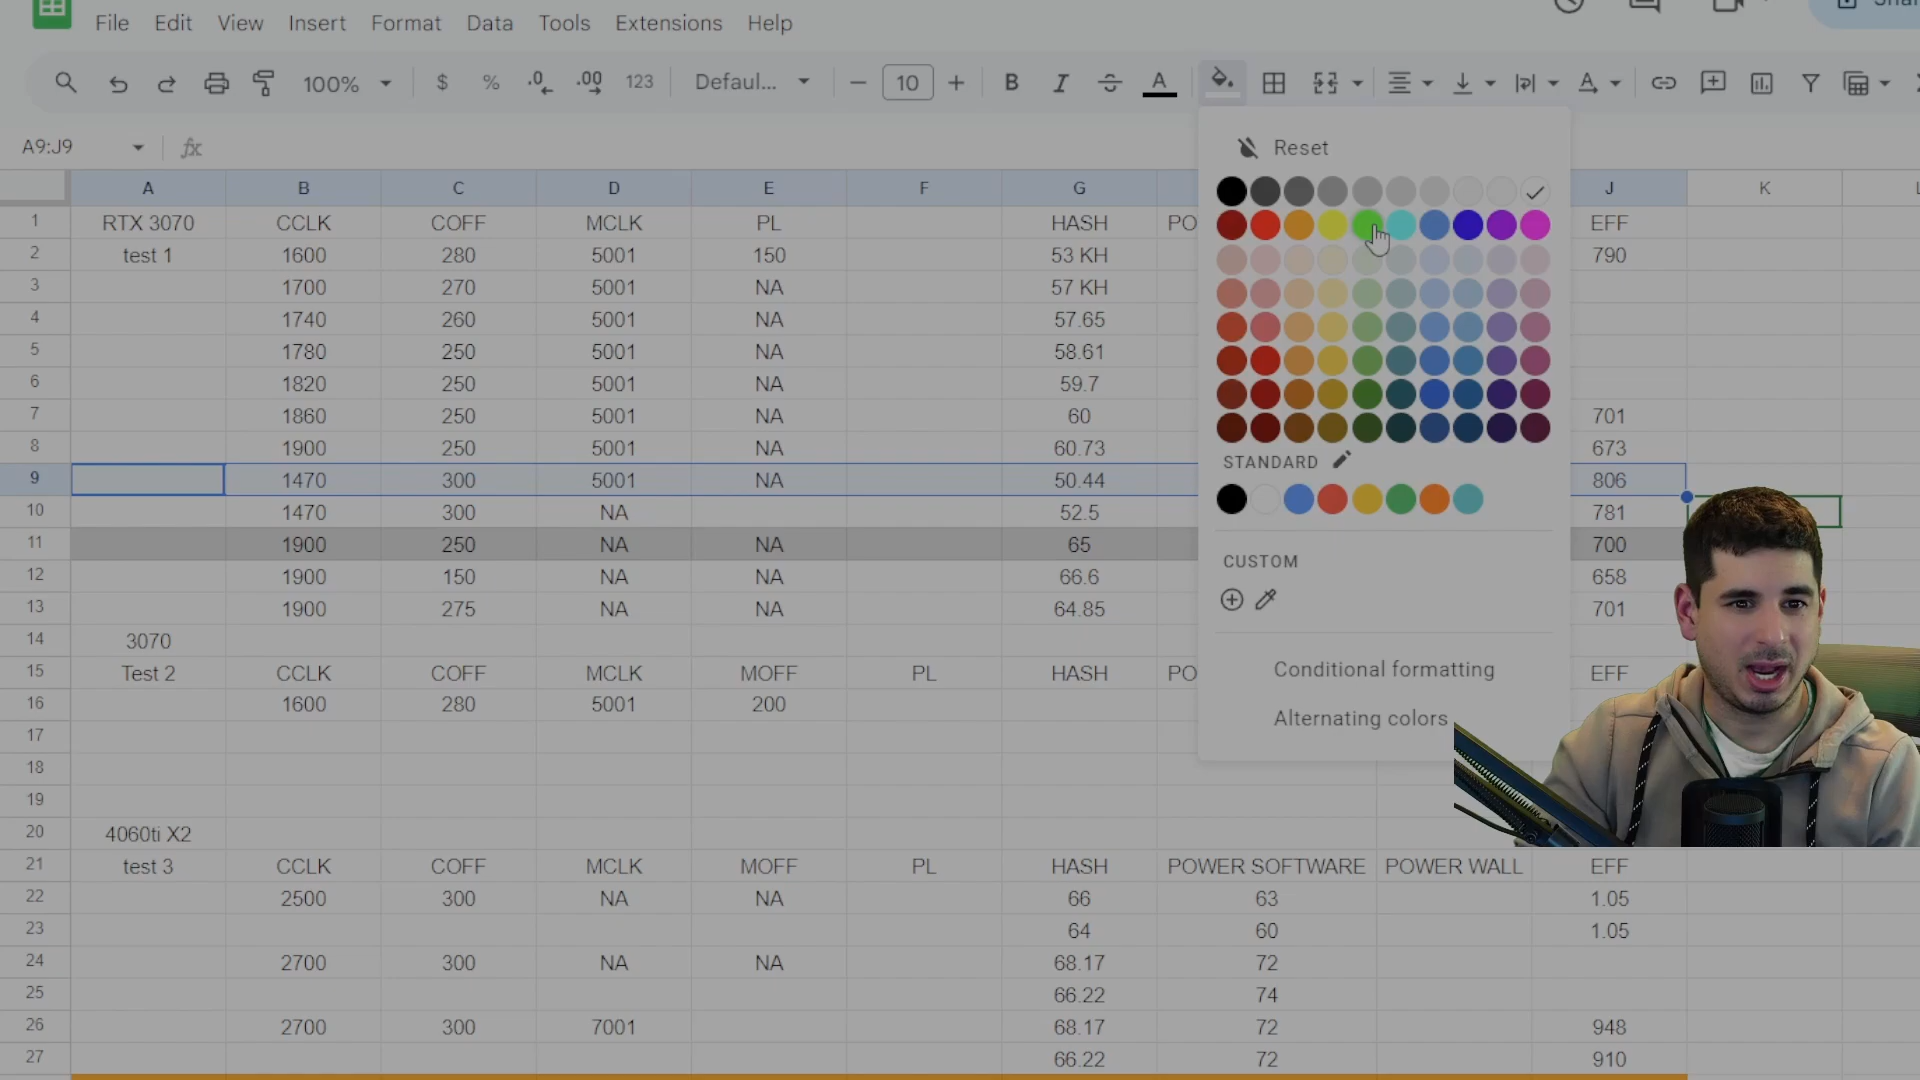 File Edit View Insert Format Data Tools Extensions Help
100% $ % .0 .00 123 Defaul... 10 B I A A
A9:J9 fx
A B C D E F G J K
1 RTX 3070 CCLK COFF MCLK PL HASH PO EFF
2 test 1 1600 280 5001 150 53 KH 790
3 1700 270 5001 NA 57 KH
4 1740 260 5001 NA 57.65
5 1780 250 5001 NA 58.61
6 1820 250 5001 NA 59.7
7 1860 250 5001 NA 60 701
8 1900 250 5001 NA 60.73 673
9 1470 300 5001 NA 50.44 806
10 1470 300 NA 52.5 781
11 1900 250 NA NA 65 700
12 1900 150 NA NA 66.6 658
13 1900 275 NA NA 64.85 701
14 3070
15 Test 2 CCLK COFF MCLK MOFF PL HASH PO EFF
16 1600 280 5001 200
17
18
19
20 4060ti X2
21 test 3 CCLK COFF MCLK MOFF PL HASH POWER SOFTWARE POWER WALL EFF
22 2500 300 NA NA 66 63 1.05
23 64 60 1.05
24 2700 300 NA NA 68.17 72
25 66.22 74
26 2700 300 7001 68.17 72 948
27 66.22 72 910
Reset
STANDARD
CUSTOM
Conditional formatting
Alternating colors